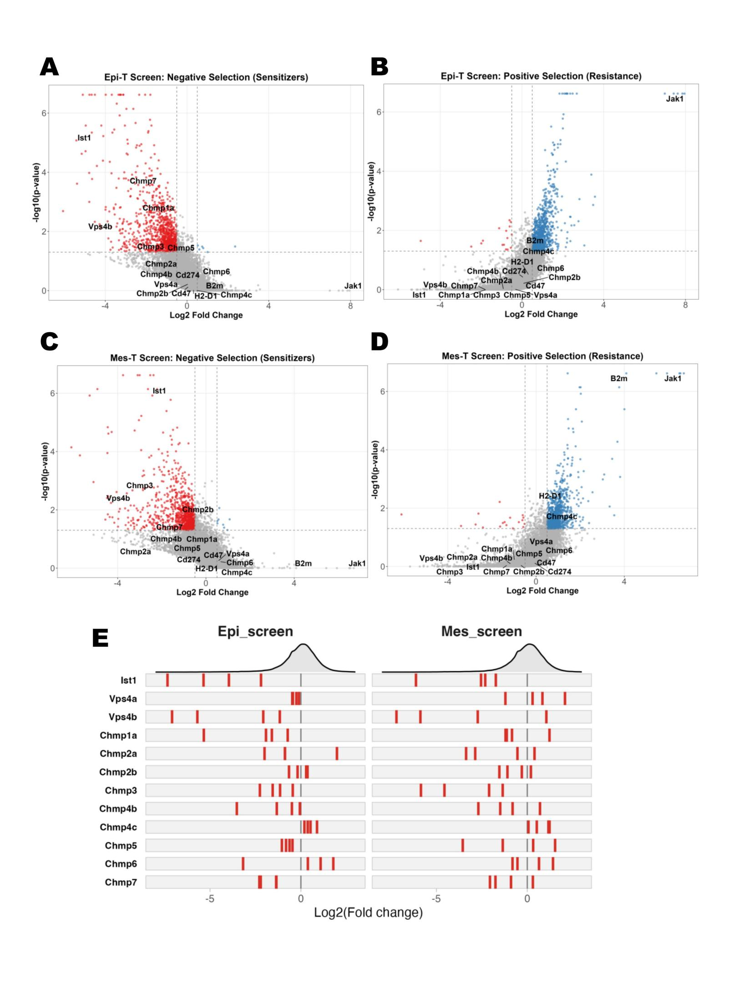 A
Epi-T Screen: Negative Selection (Sensitizers)
-log10(p-value)
6
4
2
0
Ist1
Chmp7
Chmp1a
Vps4b
Chmp3
Chmp5
Chmp2a
Chmp4b
Cd274
Chmp6
Vps4a
B2m
Jak1
Chmp2b
Cd47
H2-D1
Chmp4c
-4
0
4
8
Log2 Fold Change
B
Epi-T Screen: Positive Selection (Resistance)
-log10(p-value)
6
4
2
0
Jak1
B2m
Chmp4c
H2-D1
Chmp6
Chmp4b
Cd274
Chmp2b
Chmp2a
Vps4b
Chmp7
Cd47
Ist1
Chmp1a
Chmp3
Chmp5
Vps4a
-4
0
4
8
Log2 Fold Change
C
Mes-T Screen: Negative Selection (Sensitizers)
-log10(p-value)
6
4
2
0
Ist1
Chmp3
Vps4b
Chmp2b
Chmp7
Chmp4b
Chmp1a
Chmp5
Chmp2a
Cd47
Vps4a
Cd274
Chmp6
B2m
Jak1
H2-D1
Chmp4c
-4
0
4
Log2 Fold Change
D
Mes-T Screen: Positive Selection (Resistance)
-log10(p-value)
6
4
2
0
B2m
Jak1
H2-D1
Chmp4c
Vps4a
Chmp1a
Chmp6
Chmp5
Vps4b
Chmp2a
Chmp4b
Cd47
Ist1
Chmp3
Chmp7
Chmp2b
Cd274
-4
0
4
Log2 Fold Change
E
Epi_screen
Mes_screen
Ist1
Vps4a
Vps4b
Chmp1a
Chmp2a
Chmp2b
Chmp3
Chmp4b
Chmp4c
Chmp5
Chmp6
Chmp7
-5
0
-5
0
Log2(Fold change)